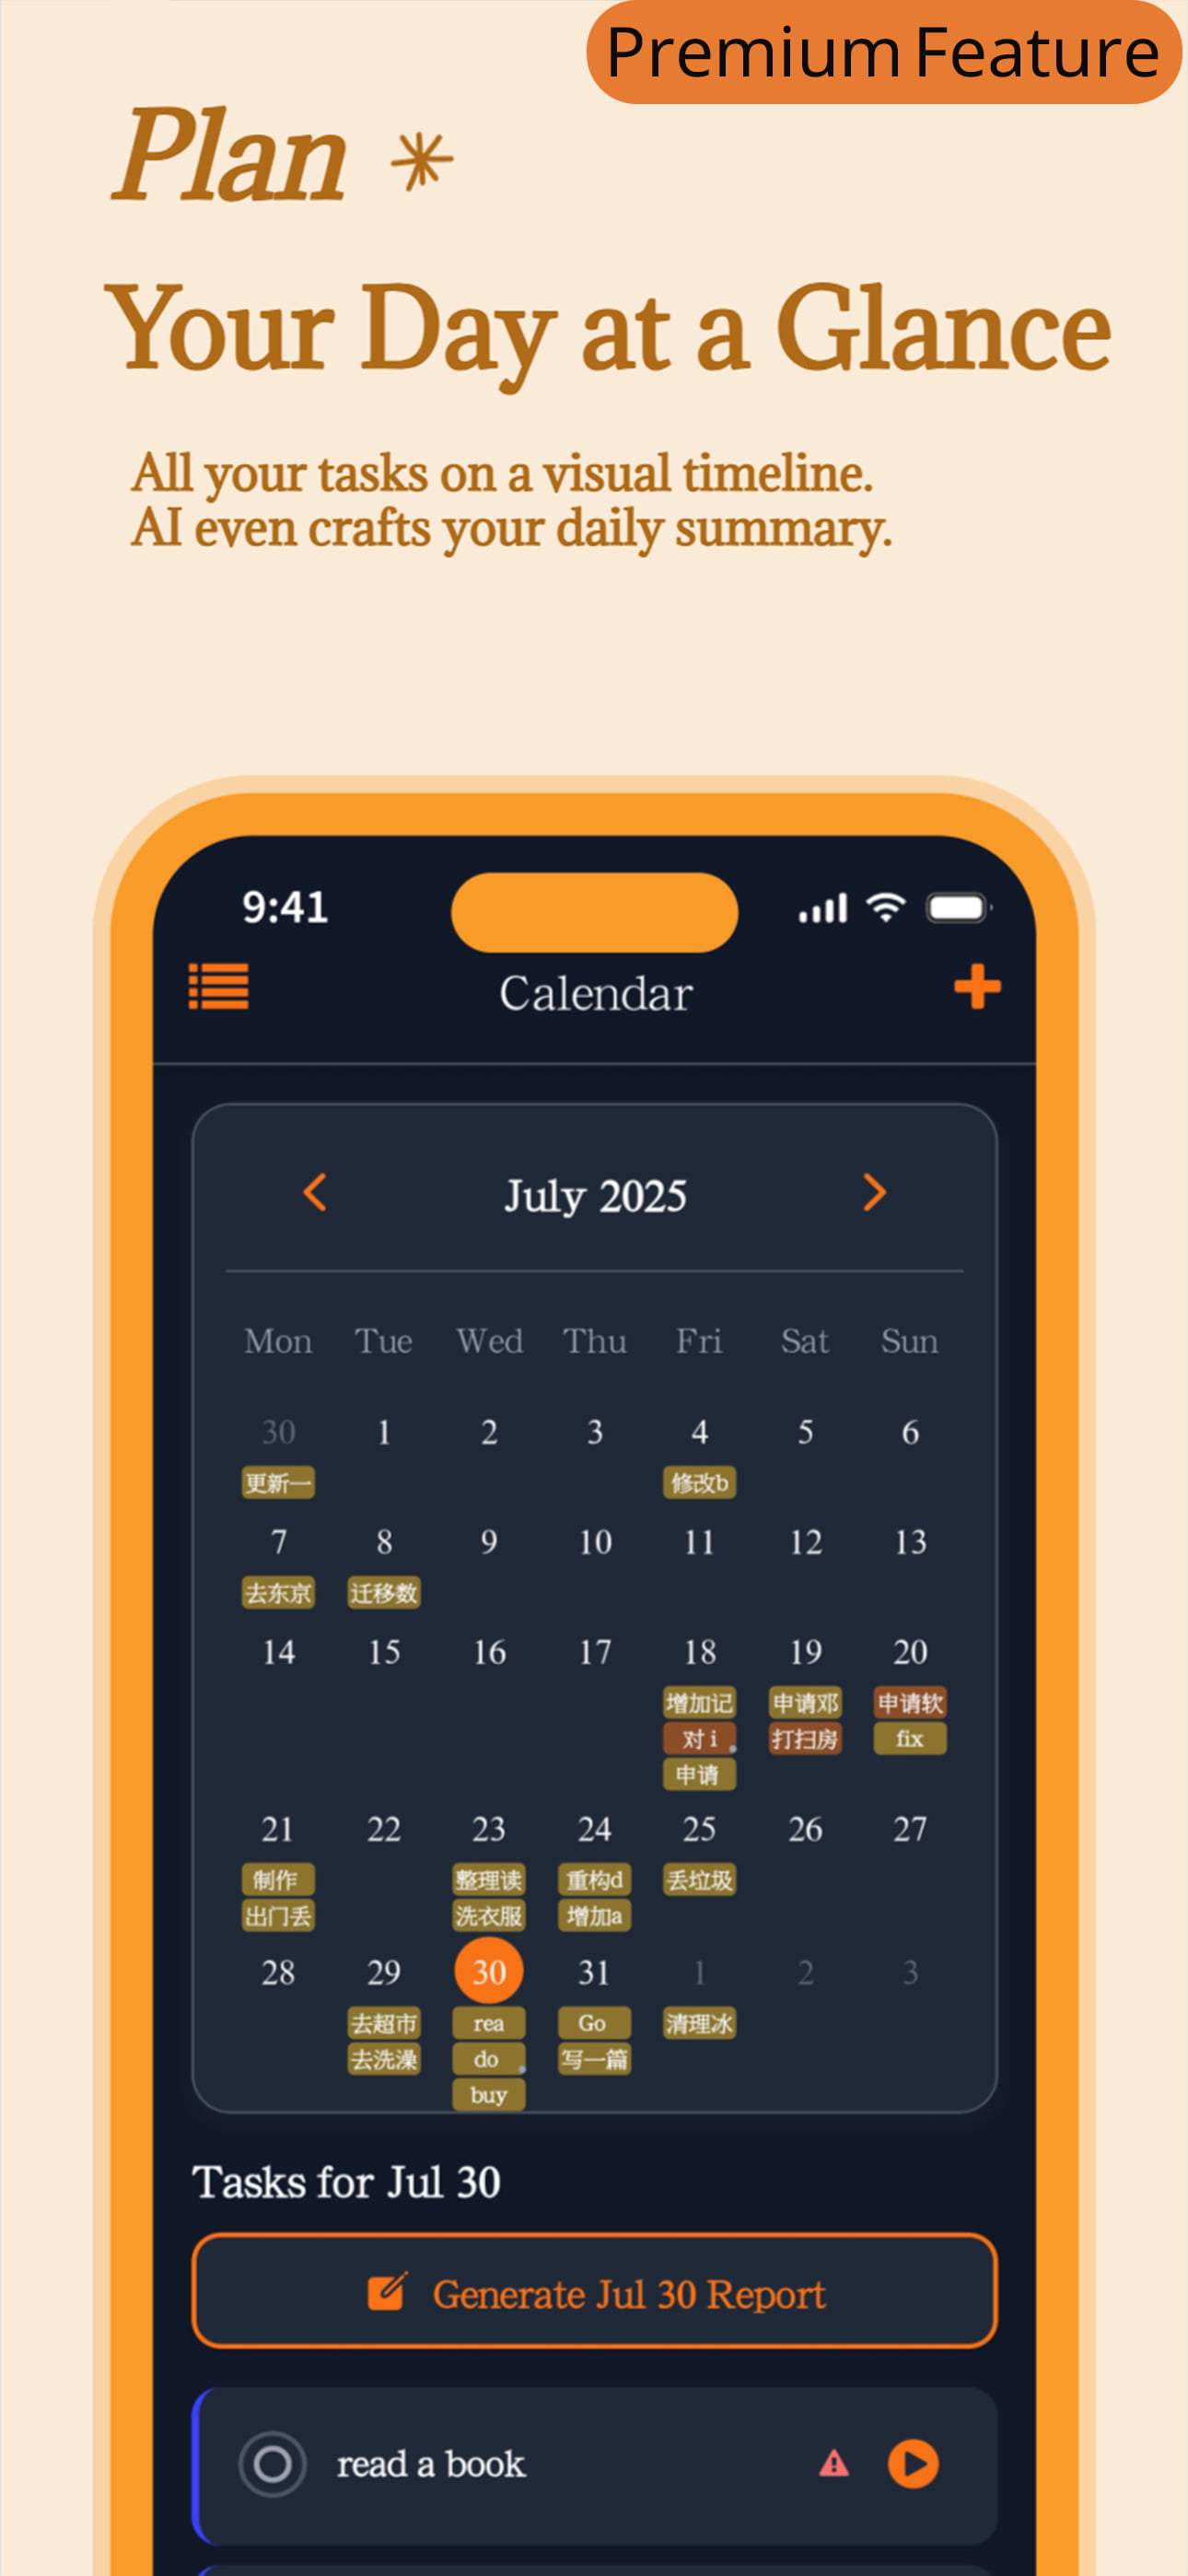 Premium Feature
Plan
Your Day at a Glance
All your tasks on a visual timeline.
AI even crafts your daily summary.
9:41
Calendar
July 2025
Mon Tue Wed Thu Fri Sat Sun
30 1 2 3 4 5 6
更新一 修改b
7 8 9 10 11 12 13
去东京 迁移数
14 15 16 17 18 19 20
增加记 申请邓 申请软
对 i 打扫房 fix
申请
21 22 23 24 25 26 27
制作 整理读 重构d 丢垃圾
出门丢 洗衣服 增加a
28 29 30 31 1 2 3
去超市 rea Go 清理冰
去洗澡 do 写一篇
buy
Tasks for Jul 30
Generate Jul 30 Report
read a book